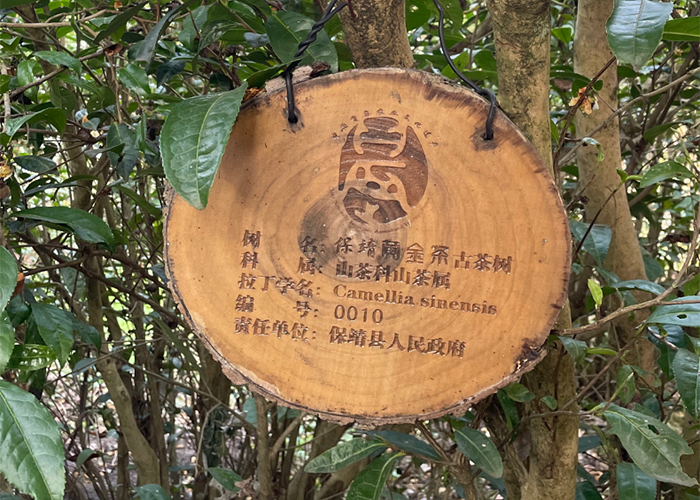 树 名：保靖黄金茶古茶树
科 属：山茶科山茶属
拉丁学名：Camellia sinensis
编 号：0010
责任单位：保靖县人民政府